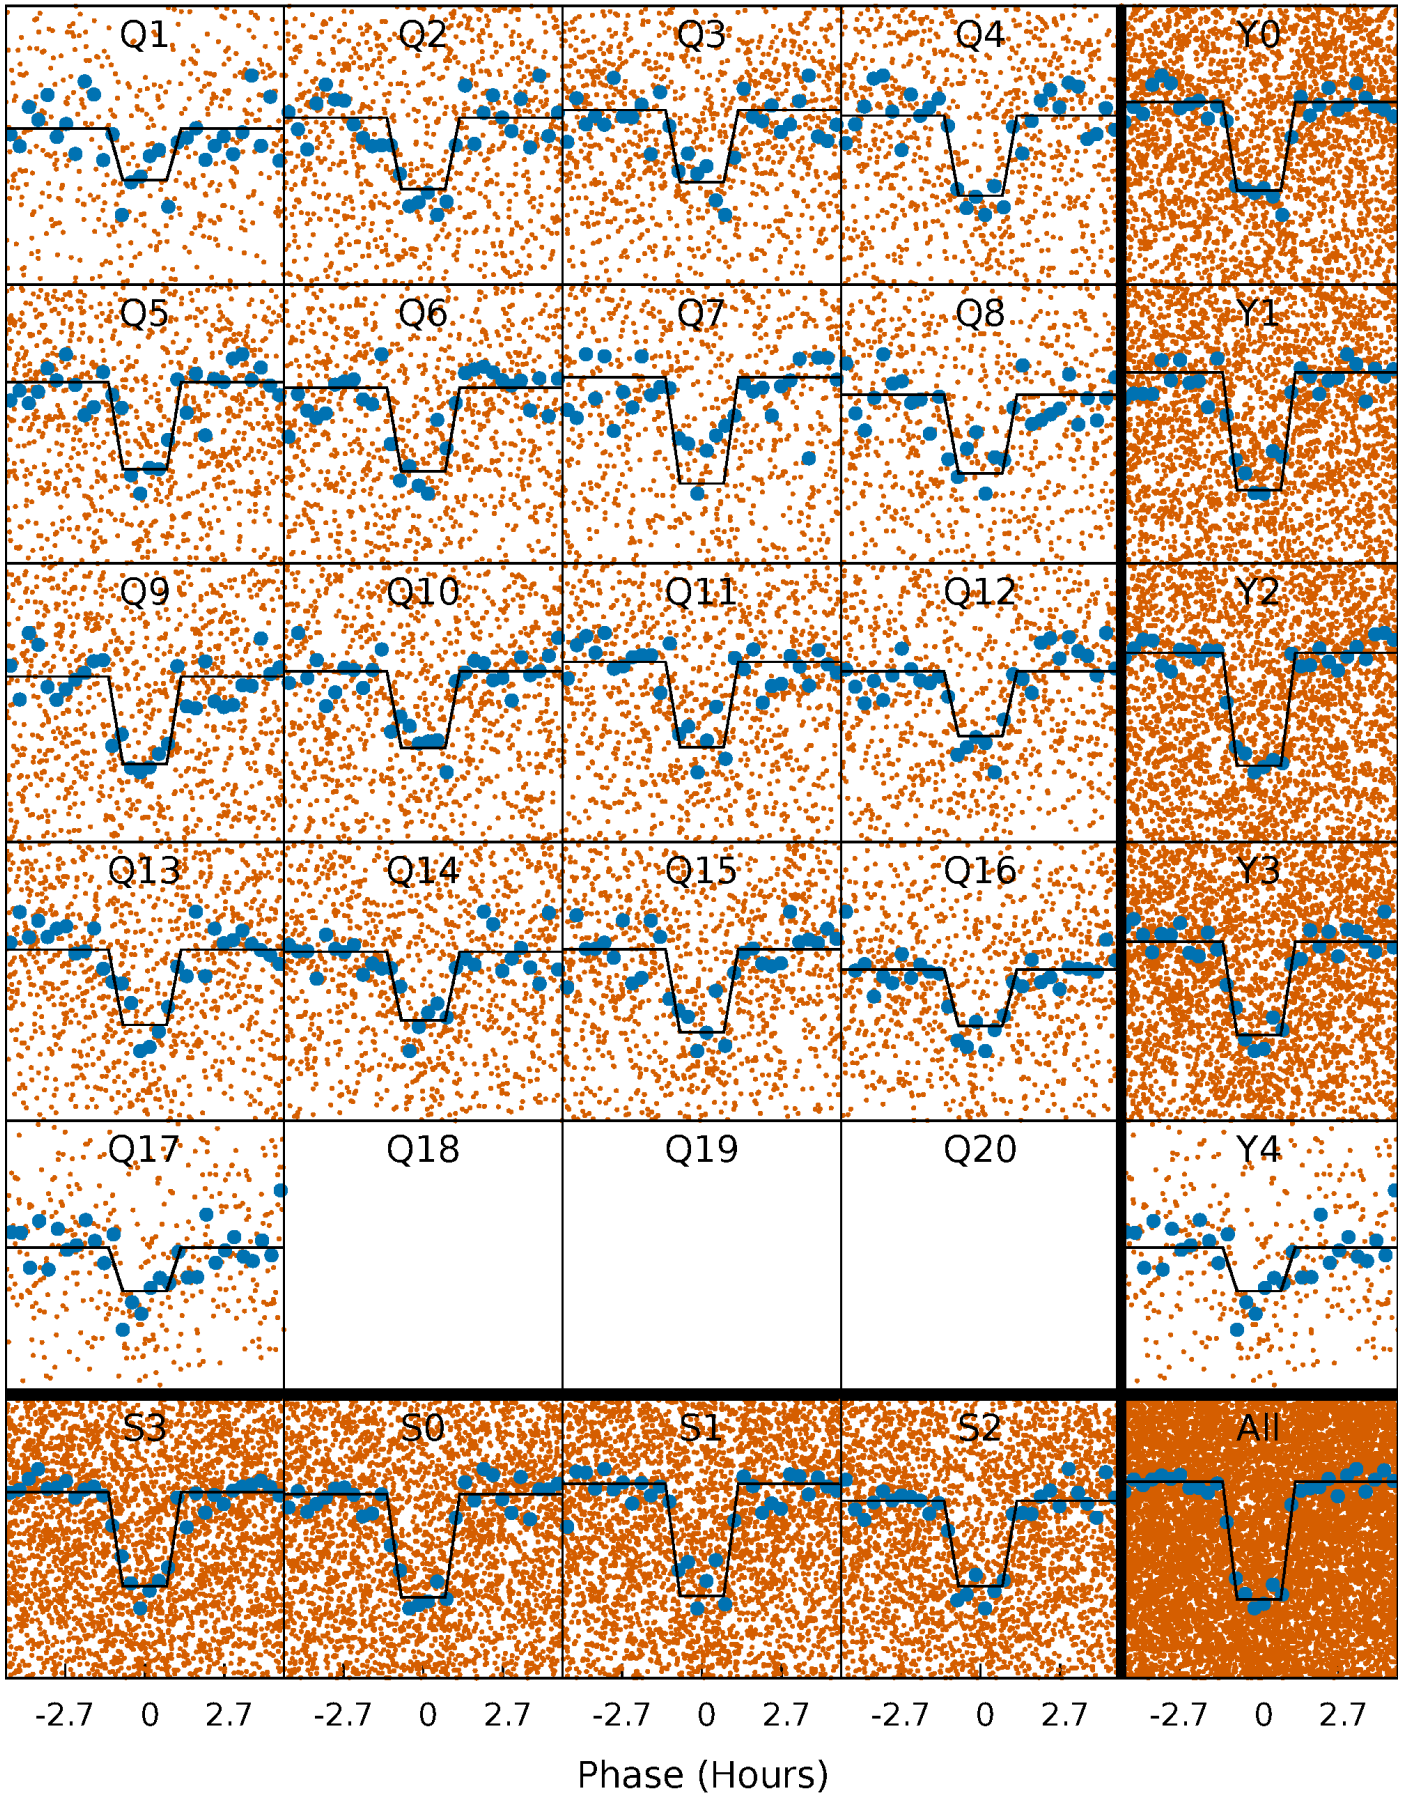 Q1 Q2 Q3 Q4 Y0
Q5 Q6 Q7 Q8 Y1
Q9 Q10 Q11 Q12 Y2
Q13 Q14 Q15 Q16 Y3
Q17 Q18 Q19 Q20 Y4
S3 S0 S1 S2 All
-2.7 0 2.7 -2.7 0 2.7 -2.7 0 2.7 -2.7 0 2.7 -2.7 0 2.7
Phase (Hours)